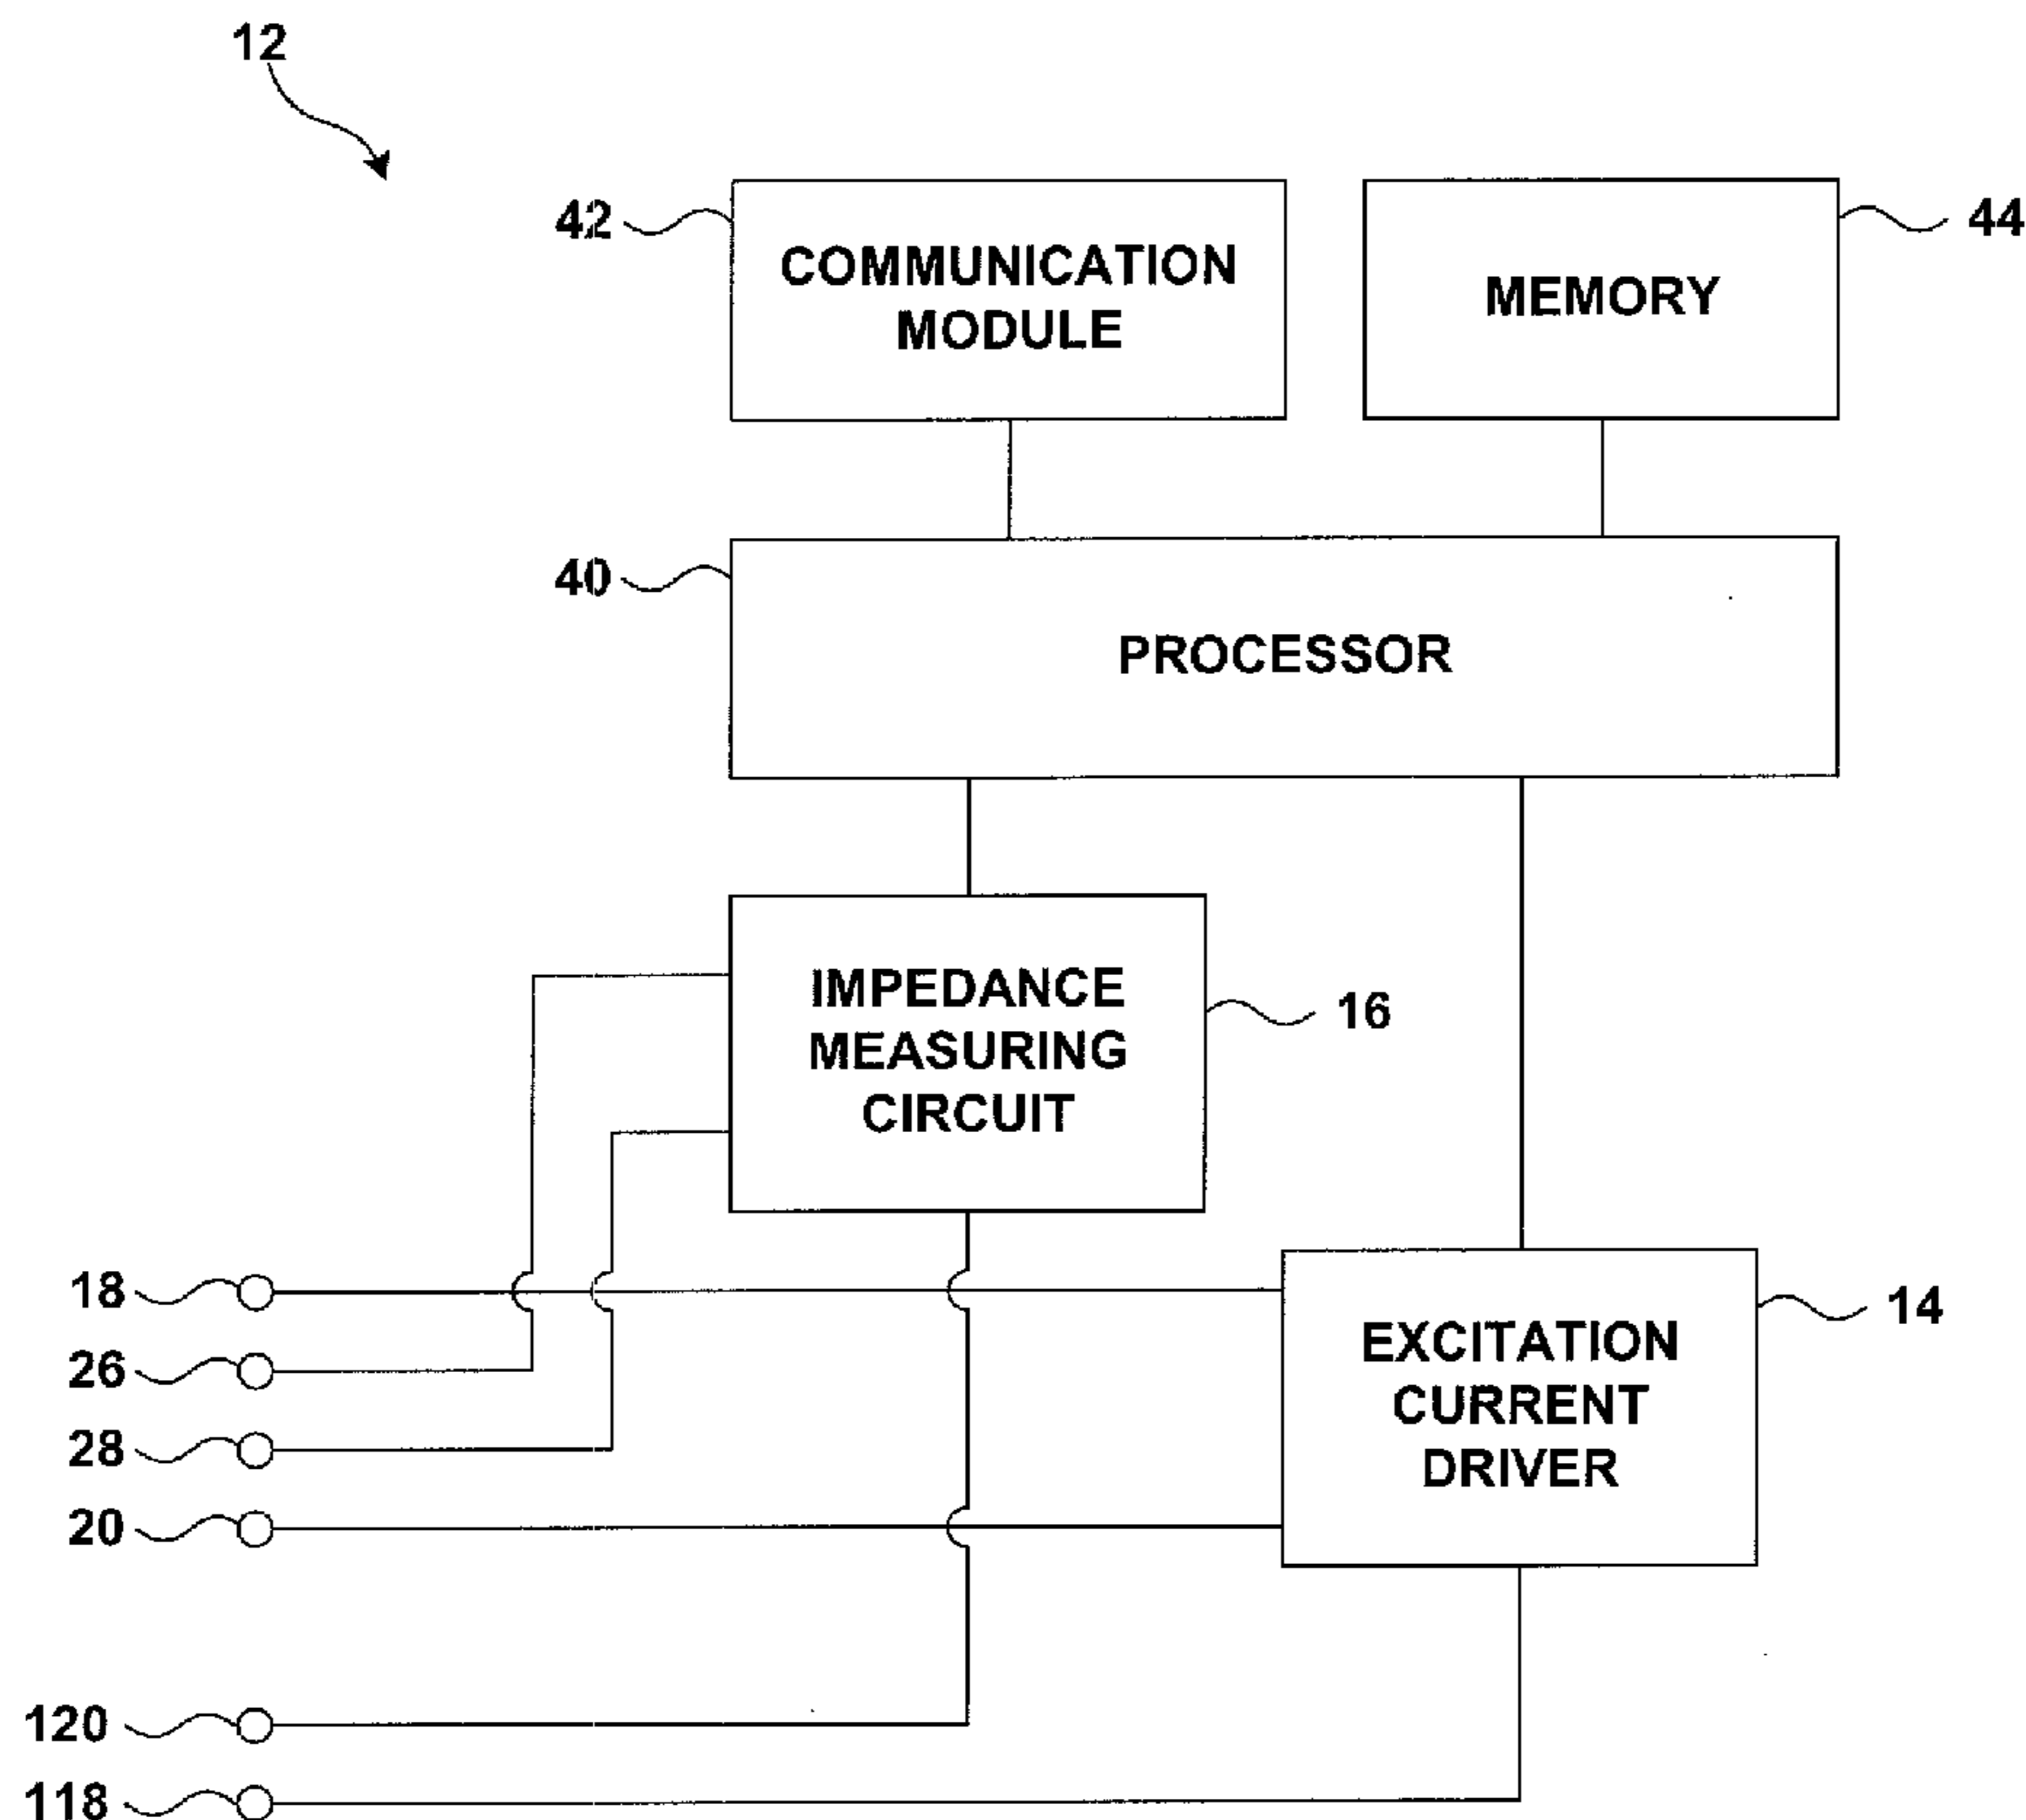 12
42
COMMUNICATION
MODULE
MEMORY
44
40
PROCESSOR
IMPEDANCE
MEASURING
CIRCUIT
16
18
26
28
20
EXCITATION
CURRENT
DRIVER
14
120
118